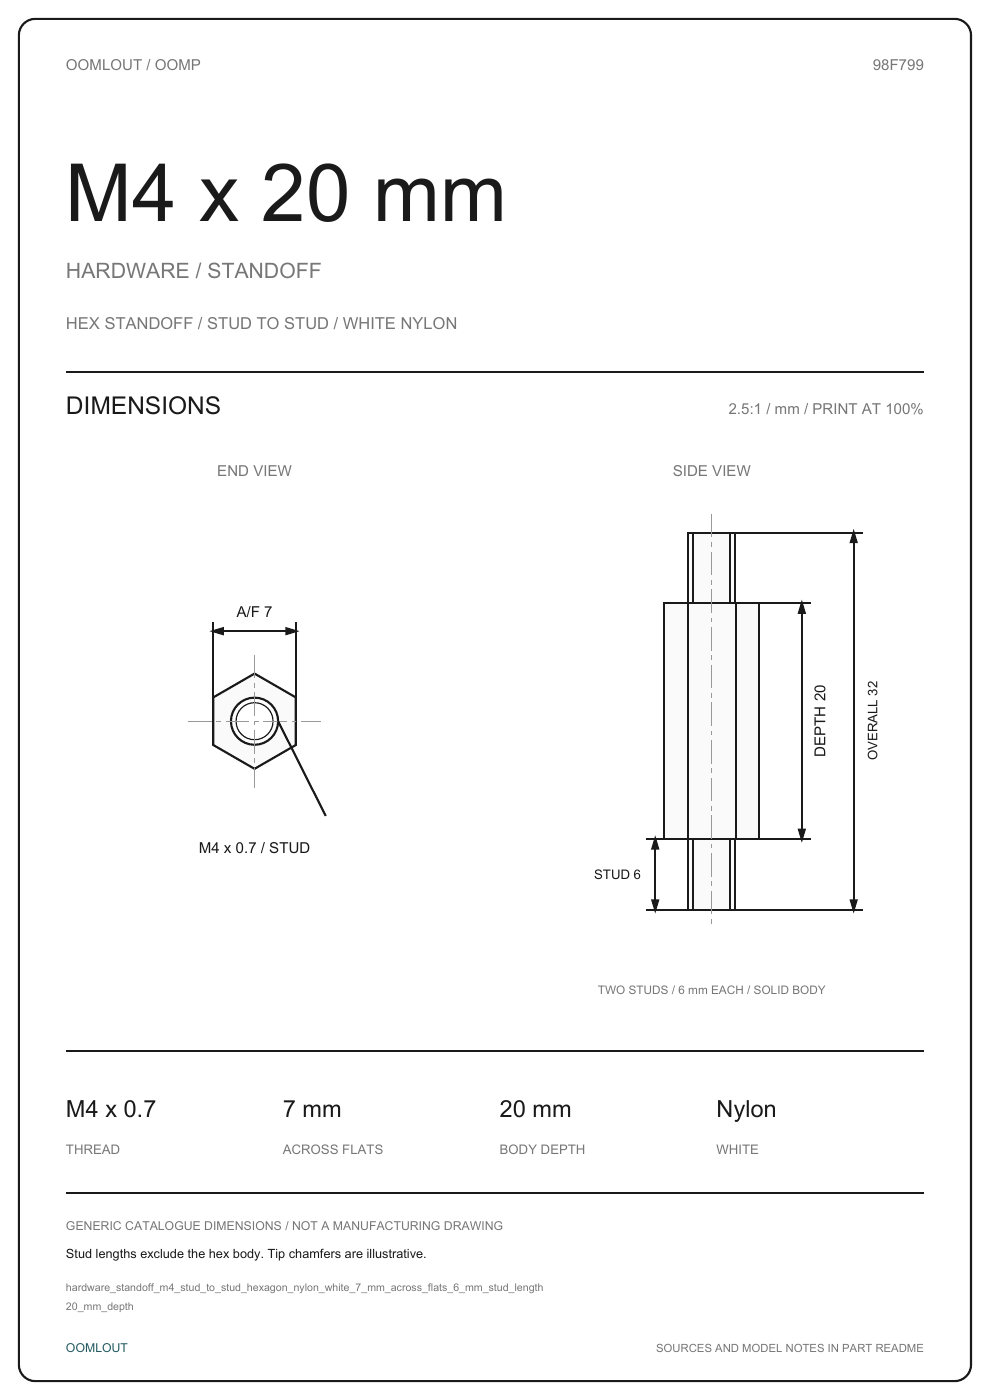 OOMLOUT / OOMP
98F799
M4 x 20 mm
HARDWARE / STANDOFF
HEX STANDOFF / STUD TO STUD / WHITE NYLON
DIMENSIONS
2.5:1 / mm / PRINT AT 100%
END VIEW
SIDE VIEW
A/F 7
M4 x 0.7 / STUD
DEPTH 20
OVERALL 32
STUD 6
TWO STUDS / 6 mm EACH / SOLID BODY
M4 x 0.7
THREAD
7 mm
ACROSS FLATS
20 mm
BODY DEPTH
Nylon
WHITE
GENERIC CATALOGUE DIMENSIONS / NOT A MANUFACTURING DRAWING
Stud lengths exclude the hex body. Tip chamfers are illustrative.
hardware_standoff_m4_stud_to_stud_hexagon_nylon_white_7_mm_across_flats_6_mm_stud_length
20_mm_depth
OOMLOUT
SOURCES AND MODEL NOTES IN PART README